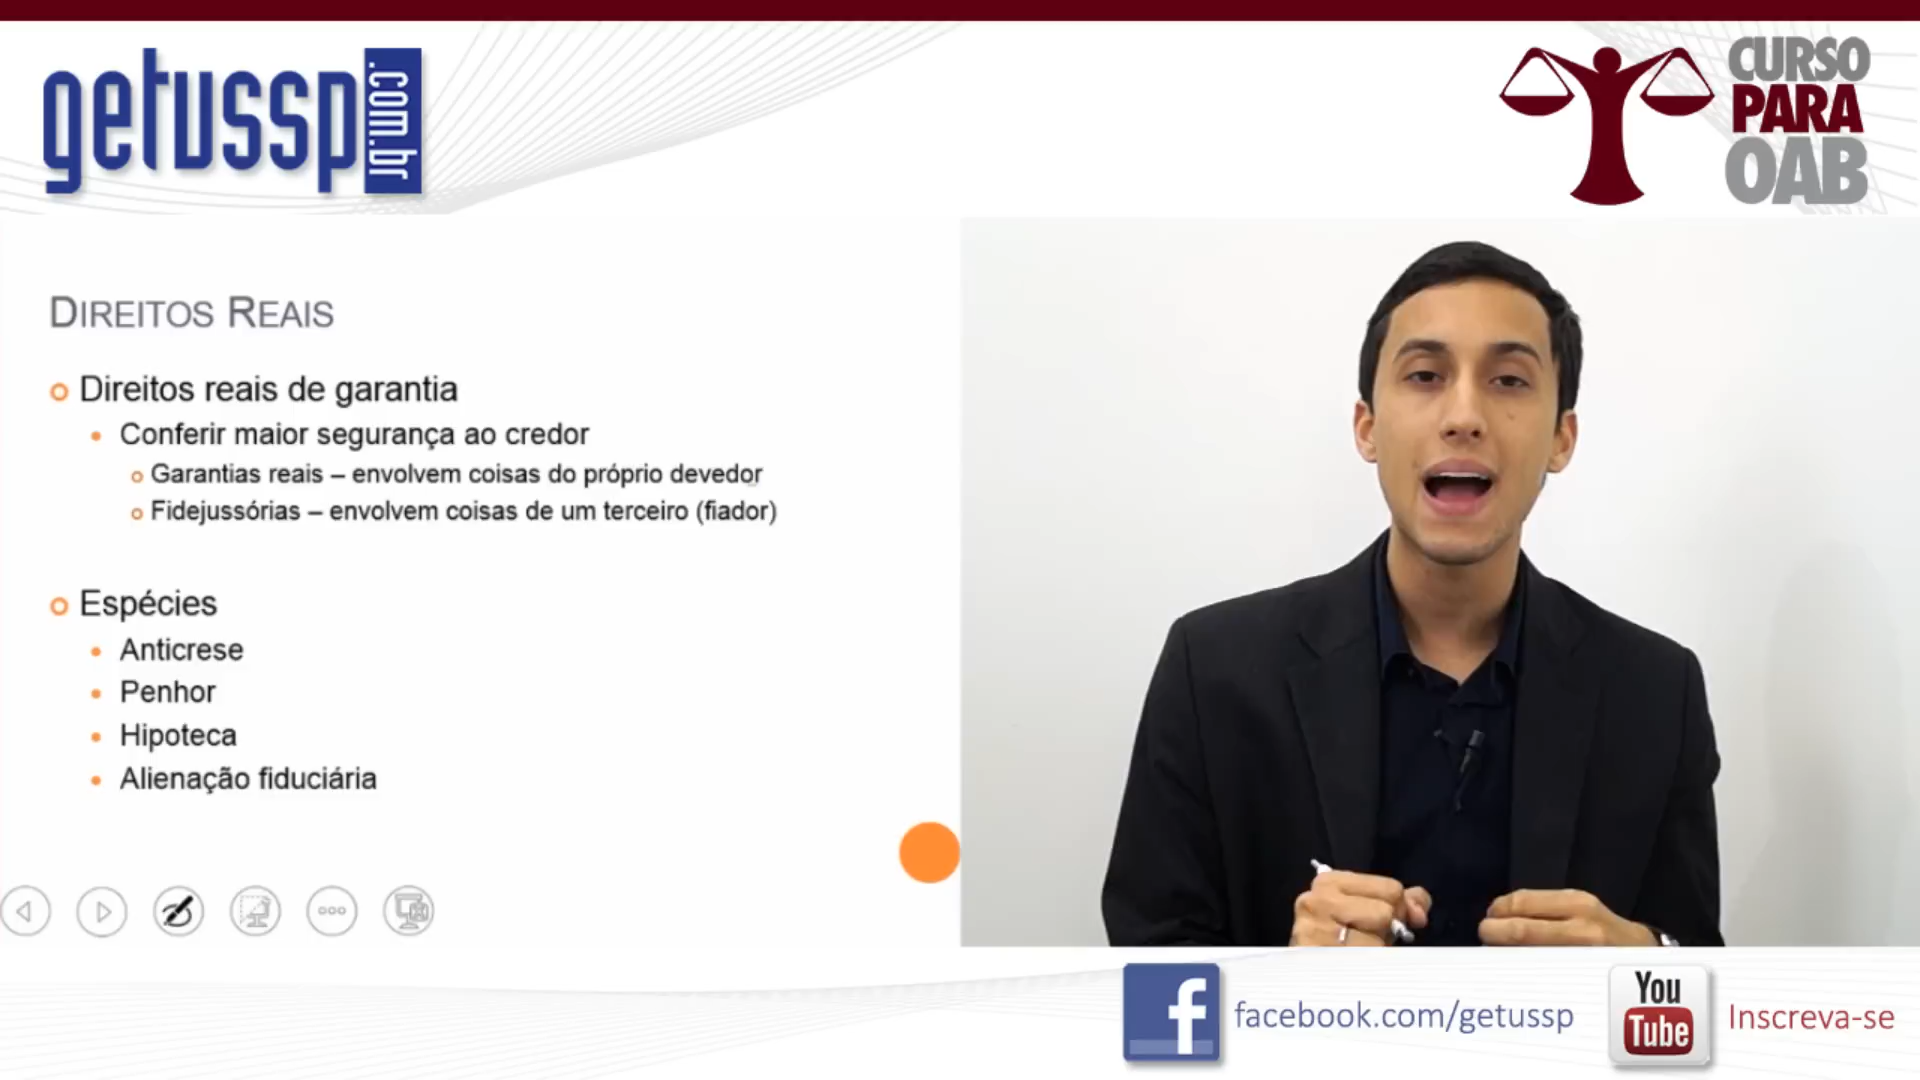 getussp.com.br
CURSO
PARA
OAB
DIREITOS REAIS
Direitos reais de garantia
Conferir maior segurança ao credor
Garantias reais – envolvem coisas do próprio devedor
Fidejussórias – envolvem coisas de um terceiro (fiador)
Espécies
Anticrese
Penhor
Hipoteca
Alienação fiduciária
f
facebook.com/getussp
You
Tube
Inscreva-se